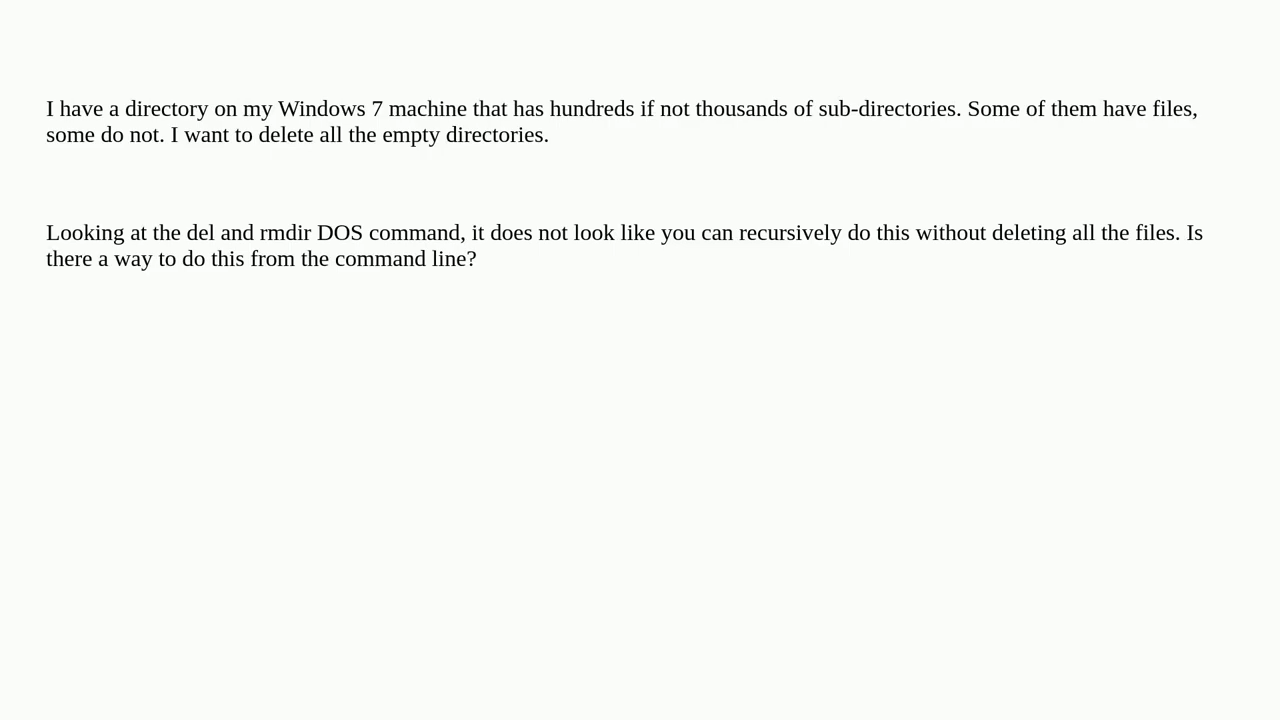 I have a directory on my Windows 7 machine that has hundreds if not thousands of sub-directories. Some of them have files,
some do not. I want to delete all the empty directories.
Looking at the del and rmdir DOS command, it does not look like you can recursively do this without deleting all the files. Is
there a way to do this from the command line?